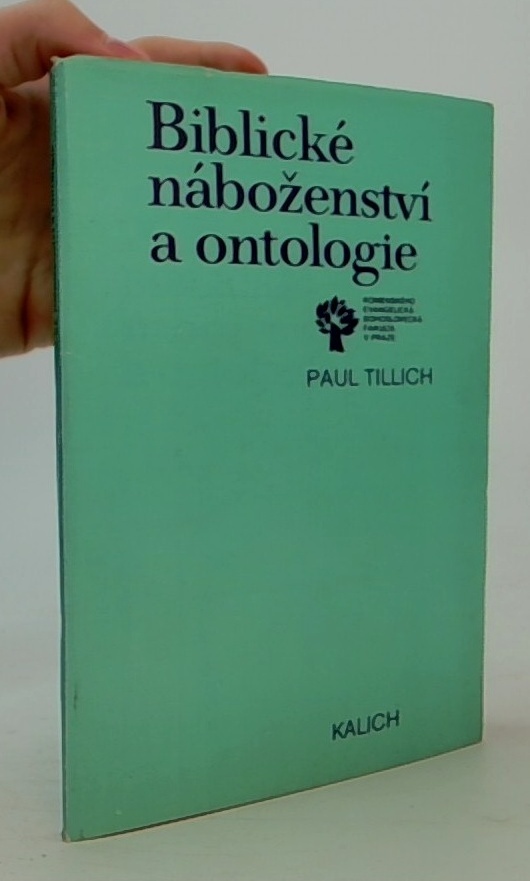 Biblické
náboženství
a ontologie
KOMENSKÉHO
EVANGELICKÁ
BOHOSLOVECKÁ
FAKULTA
V PRAZE
PAUL TILLICH
KALICH